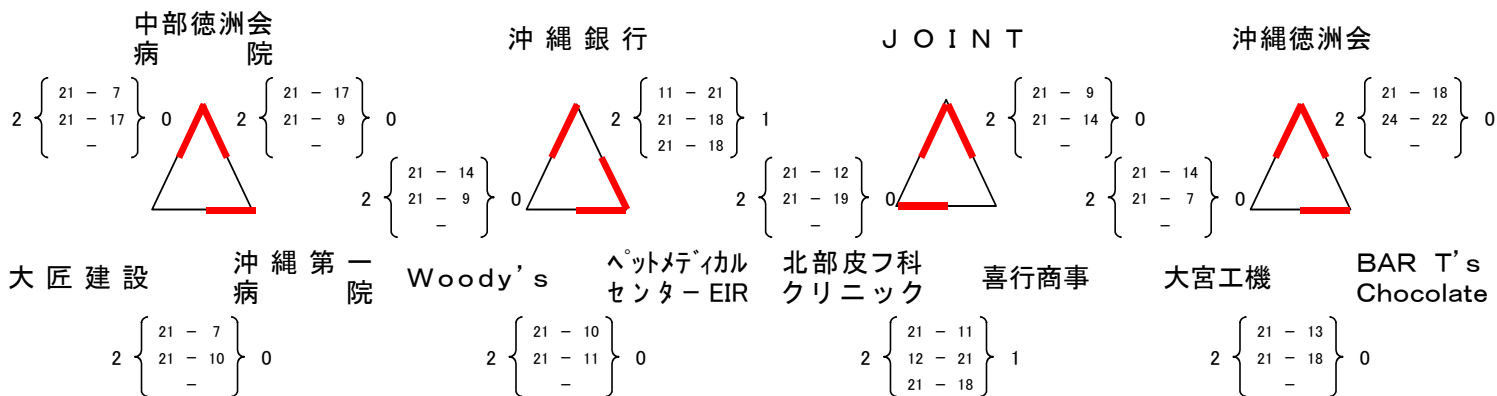 中部徳洲会
病 院
沖 縄 銀 行
J O I N T
沖縄徳洲会
2 21 - 7 0
21 - 17
-
2 21 - 17 0
21 - 9
-
2 11 - 21 1
21 - 18
21 - 18
2 21 - 9 0
21 - 14
-
2 21 - 18 0
24 - 22
-
2 21 - 14 0
21 - 9
-
2 21 - 12 0
21 - 19
-
2 21 - 14 0
21 - 7
-
大 匠 建 設
沖 縄 第 一
病 院
Woody's
ペットメディカル
センター EIR
北部皮フ科
クリニック
喜行商事
大宮工機
BAR T's
Chocolate
2 21 - 7 0
21 - 10
-
2 21 - 10 0
21 - 11
-
2 21 - 11 1
12 - 21
21 - 18
2 21 - 13 0
21 - 18
-